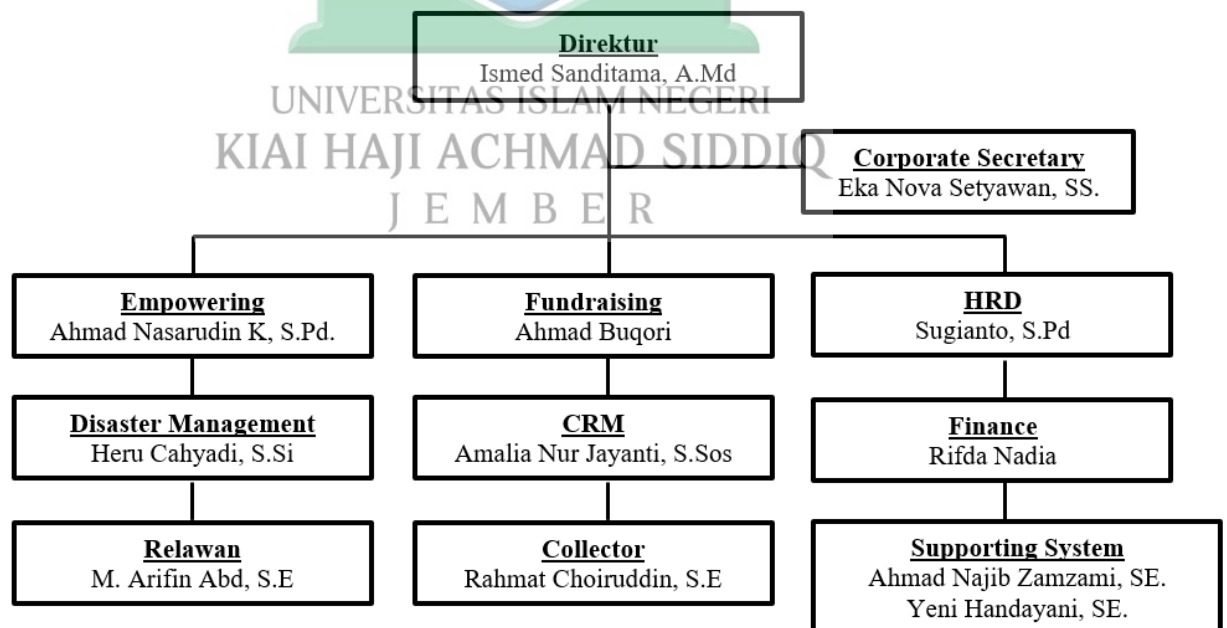 Direktur
Ismed Sanditama, A.Md
UNIVERSITAS ISLAM NEGERI
KIAI HAJI ACHMAD SIDDIQ
JEMBER
Corporate Secretary
Eka Nova Setyawan, SS.
Empowering
Ahmad Nasarudin K, S.Pd.
Fundraising
Ahmad Buqori
HRD
Sugianto, S.Pd
Disaster Management
Heru Cahyadi, S.Si
CRM
Amalia Nur Jayanti, S.Sos
Finance
Rifda Nadia
Relawan
M. Arifin Abd, S.E
Collector
Rahmat Choiruddin, S.E
Supporting System
Ahmad Najib Zamzami, SE.
Yeni Handayani, SE.